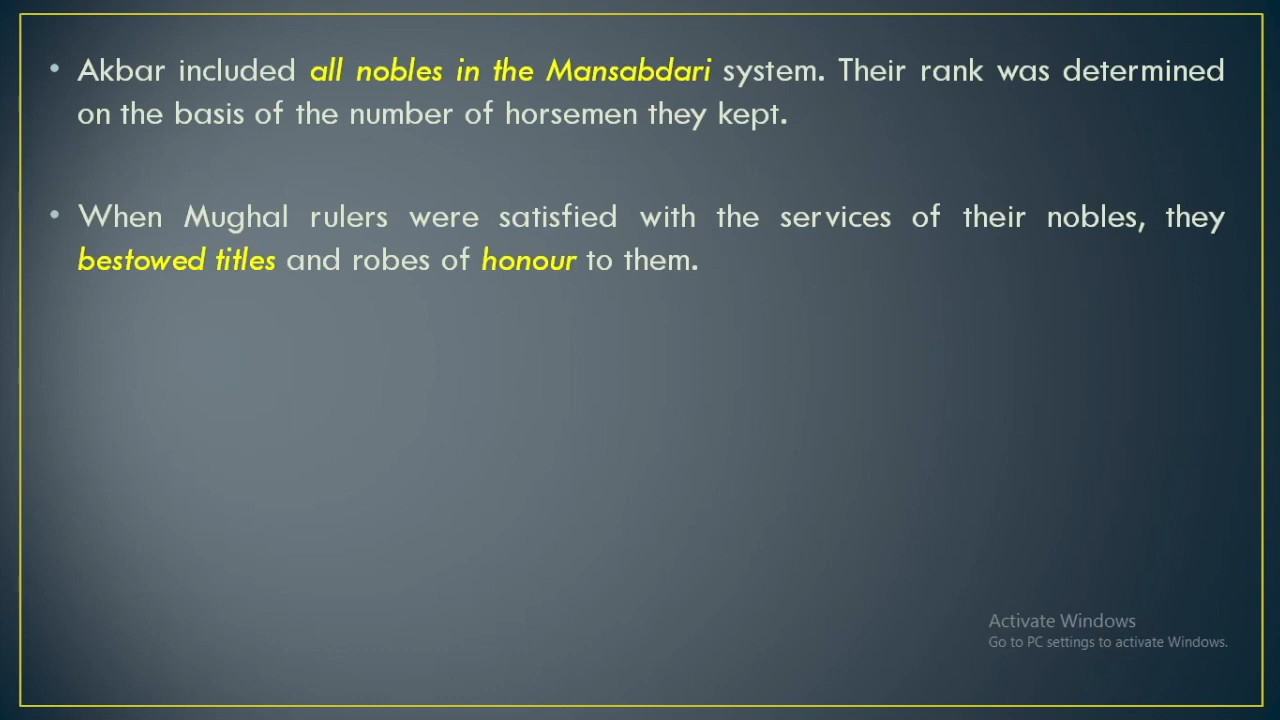 • Akbar included all nobles in the Mansabdari system. Their rank was determined
on the basis of the number of horsemen they kept.
• When Mughal rulers were satisfied with the services of their nobles, they
bestowed titles and robes of honour to them.
Activate Windows
Go to PC settings to activate Windows.